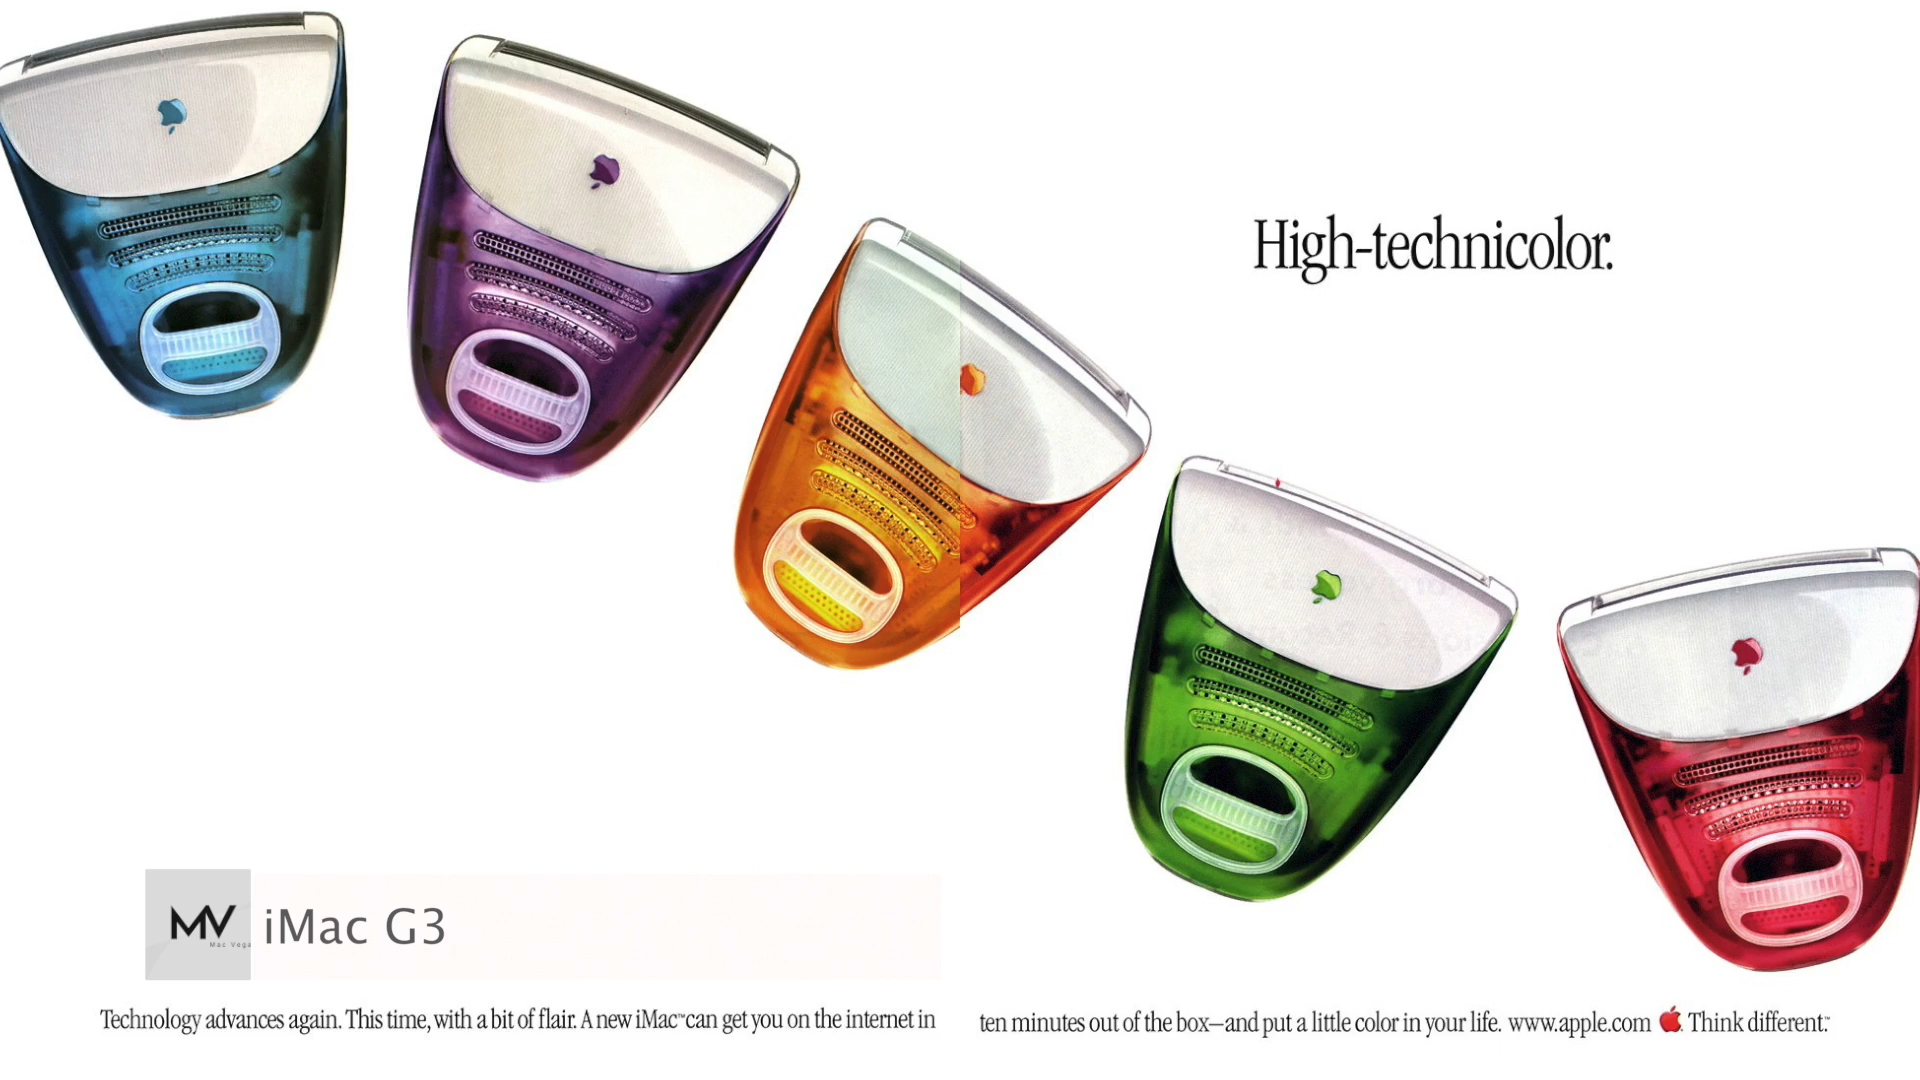 High-technicolor.
MV
Mac Vega
iMac G3
Technology advances again. This time, with a bit of flair. A new iMac™ can get you on the internet in
ten minutes out of the box—and put a little color in your life. www.apple.com Think different.™